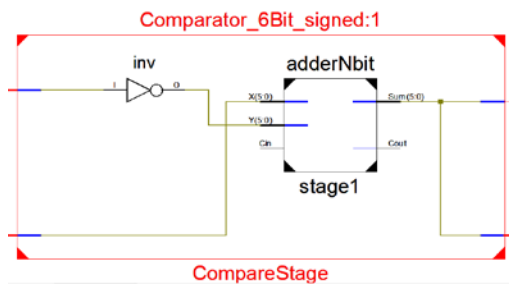 Comparator_6Bit_signed:1
inv
adderNbit
I
O
X(5:0)
Sum(5:0)
Y(5:0)
Cin
Cout
stage1
CompareStage